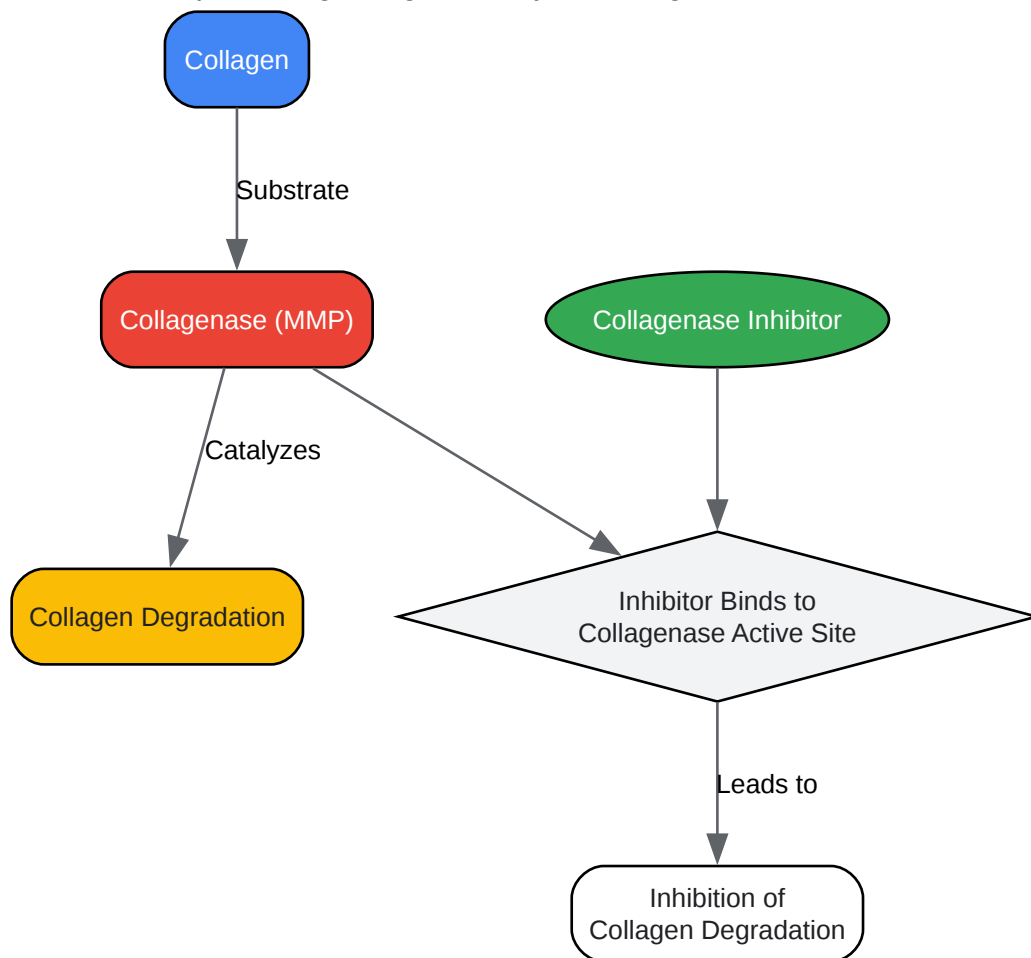 Collagen
Substrate
Collagenase (MMP)
Collagenase Inhibitor
Catalyzes
Collagen Degradation
Inhibitor Binds to
Collagenase Active Site
Leads to
Inhibition of
Collagen Degradation